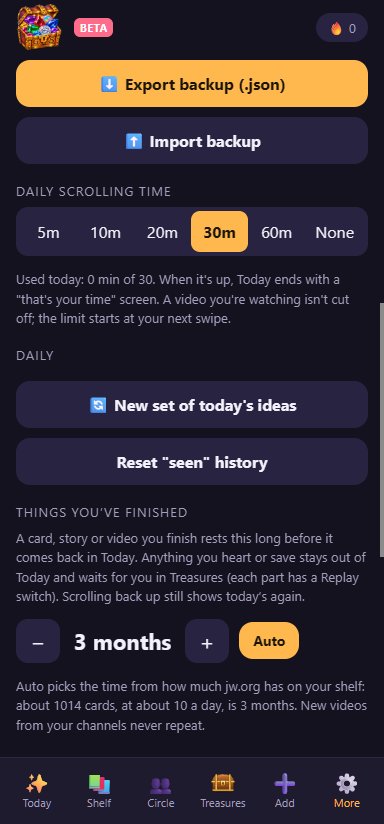 BETA
0
Export backup (.json)
Import backup
DAILY SCROLLING TIME
5m 10m 20m 30m 60m None
Used today: 0 min of 30. When it's up, Today ends with a
"that's your time" screen. A video you're watching isn't cut
off; the limit starts at your next swipe.
DAILY
New set of today's ideas
Reset "seen" history
THINGS YOU'VE FINISHED
A card, story or video you finish rests this long before it
comes back in Today. Anything you heart or save stays out of
Today and waits for you in Treasures (each part has a Replay
switch). Scrolling back up still shows today's again.
− 3 months +
Auto
Auto picks the time from how much jw.org has on your shelf:
about 1014 cards, at about 10 a day, is 3 months. New videos
from your channels never repeat.
Today Shelf Circle Treasures Add More